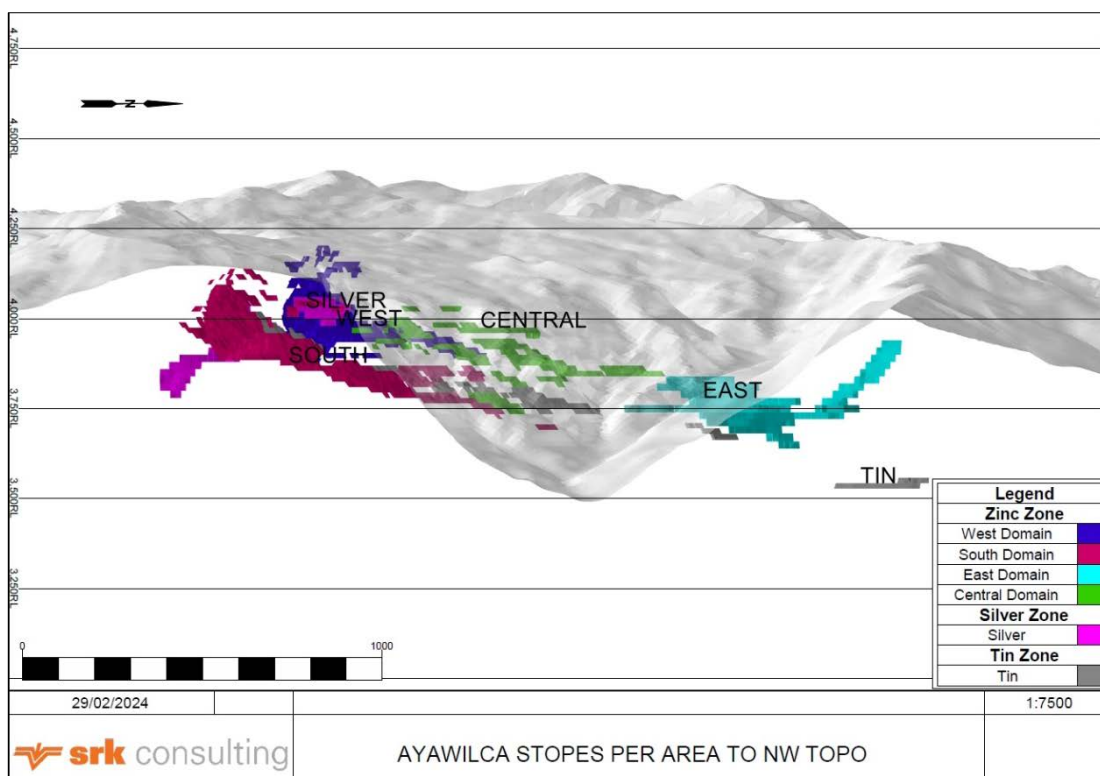 4,750RL
N
4,500RL
4,250RL
SILVER
4,000RL
WEST
CENTRAL
SOUTH
EAST
3,750RL
TIN
3,500RL
3,250RL
Legend
Zinc Zone
West Domain
South Domain
East Domain
Central Domain
Silver Zone
Silver
Tin Zone
Tin
0
1000
29/02/2024
1:7500
srk consulting
AYAWILCA STOPES PER AREA TO NW TOPO